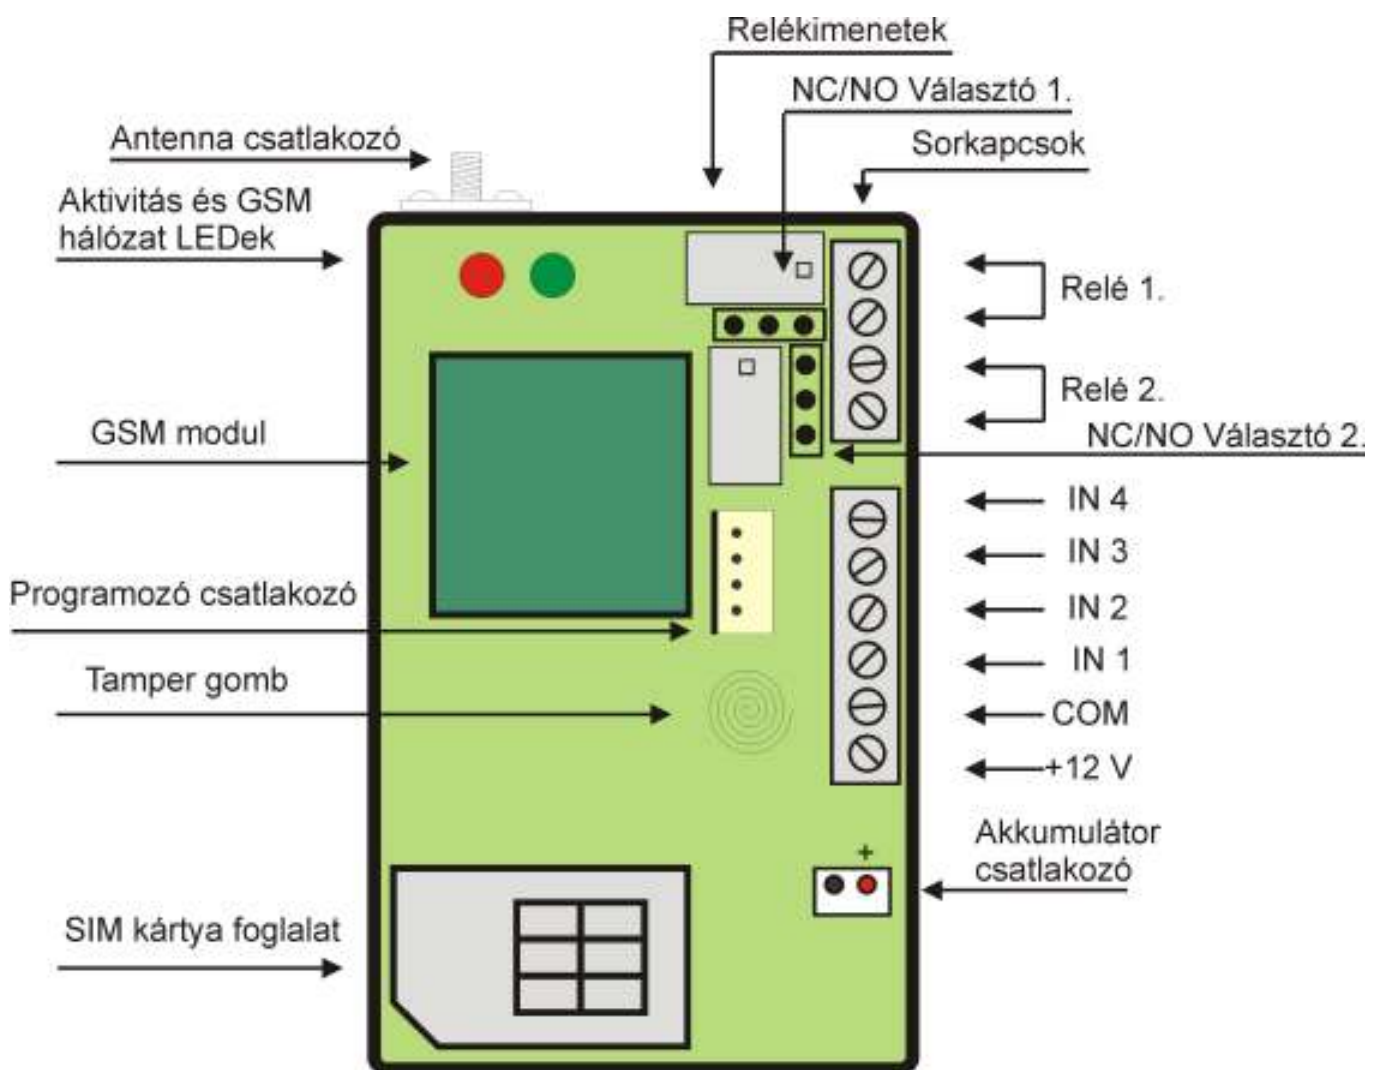 Relékimenetek
NC/NO Választó 1.
Sorkapcsok
Antenna csatlakozó
Aktivitás és GSM
hálózat LEDek
Relé 1.
Relé 2.
NC/NO Választó 2.
GSM modul
IN 4
IN 3
IN 2
IN 1
COM
+12 V
Programozó csatlakozó
Tamper gomb
Akkumulátor
csatlakozó
+
SIM kártya foglalat